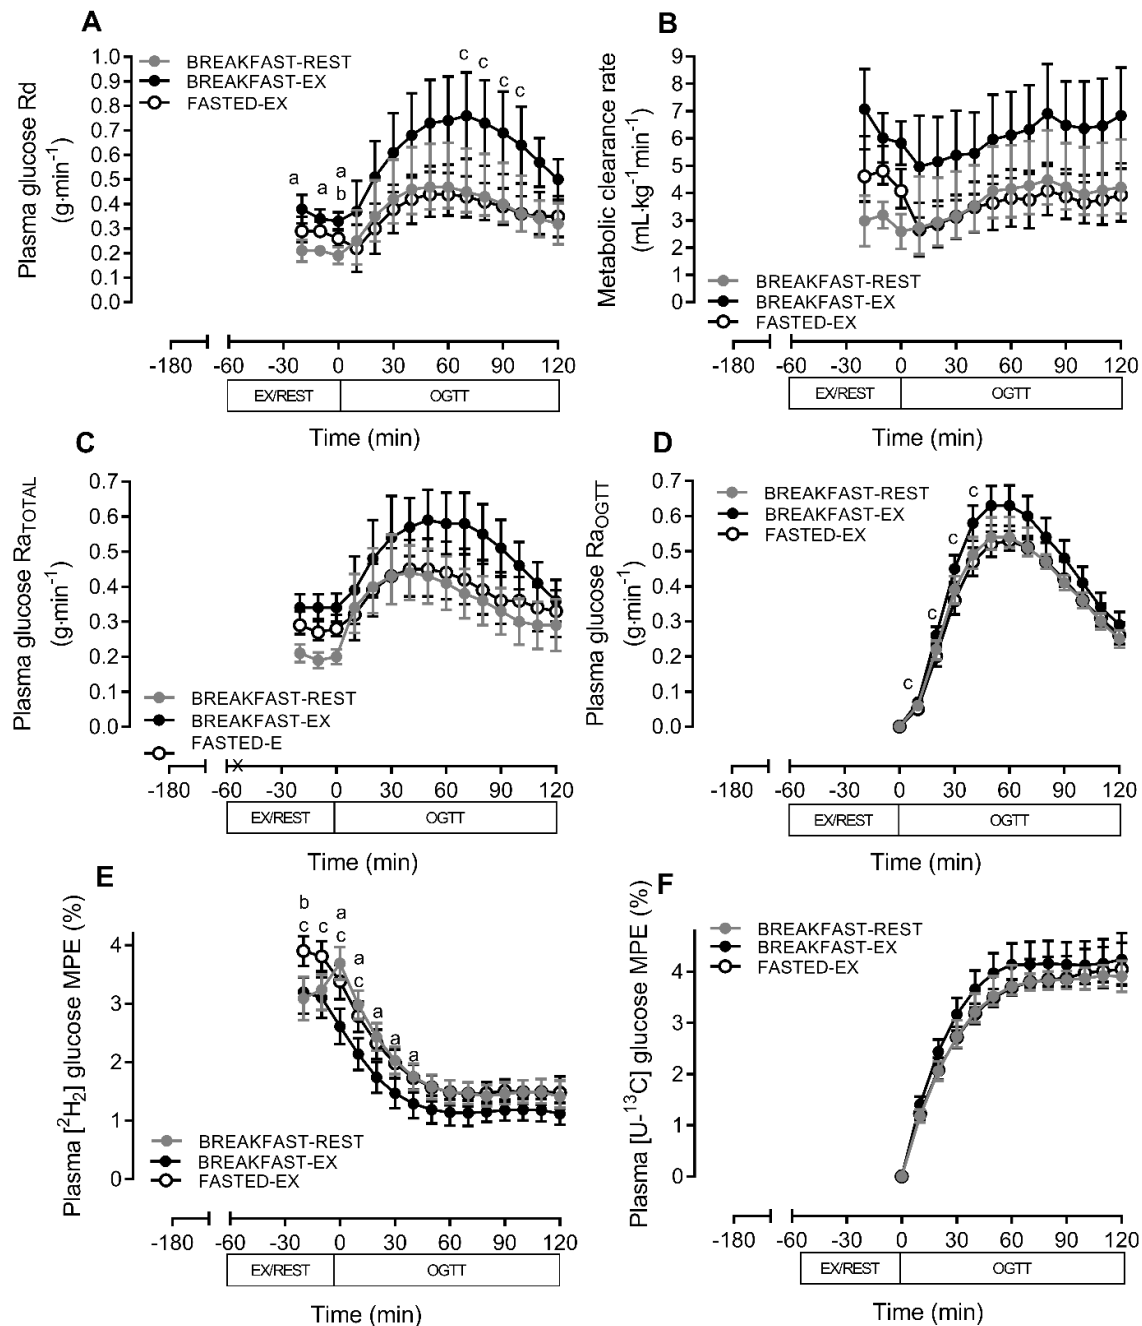 A
BREAKFAST-REST
BREAKFAST-EX
FASTED-EX
Plasma glucose Rd
(g·min⁻¹)
1.0
0.9
0.8
0.7
0.6
0.5
0.4
0.3
0.2
0.1
0.0
a
a
a
b
c
c
c
c
-180
-60
-30
0
30
60
90
120
EX/REST
OGTT
Time (min)
B
Metabolic clearance rate
(mL·kg⁻¹min⁻¹)
9
8
7
6
5
4
3
2
1
0
BREAKFAST-REST
BREAKFAST-EX
FASTED-EX
-180
-60
-30
0
30
60
90
120
EX/REST
OGTT
Time (min)
C
Plasma glucose RaTOTAL
(g·min⁻¹)
0.7
0.6
0.5
0.4
0.3
0.2
0.1
0.0
BREAKFAST-REST
BREAKFAST-EX
FASTED-E
X
-180
-60
-30
0
30
60
90
120
EX/REST
OGTT
Time (min)
D
Plasma glucose RaOGTT
(g·min⁻¹)
0.7
0.6
0.5
0.4
0.3
0.2
0.1
0.0
BREAKFAST-REST
BREAKFAST-EX
FASTED-EX
c
c
c
c
-180
-60
-30
0
30
60
90
120
EX/REST
OGTT
Time (min)
E
Plasma [²H₂] glucose MPE (%)
4
3
2
1
0
b
c
c
a
c
a
c
a
a
a
BREAKFAST-REST
BREAKFAST-EX
FASTED-EX
-180
-60
-30
0
30
60
90
120
EX/REST
OGTT
Time (min)
F
Plasma [U-¹³C] glucose MPE (%)
4
3
2
1
0
BREAKFAST-REST
BREAKFAST-EX
FASTED-EX
-180
-60
-30
0
30
60
90
120
EX/REST
OGTT
Time (min)